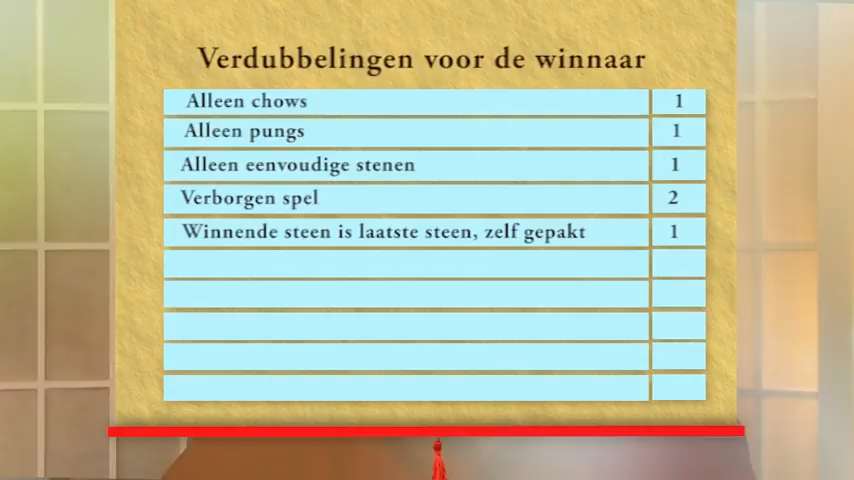 Verdubbelingen voor de winnaar
Alleen chows 1
Alleen pungs 1
Alleen eenvoudige stenen 1
Verborgen spel 2
Winnende steen is laatste steen, zelf gepakt 1